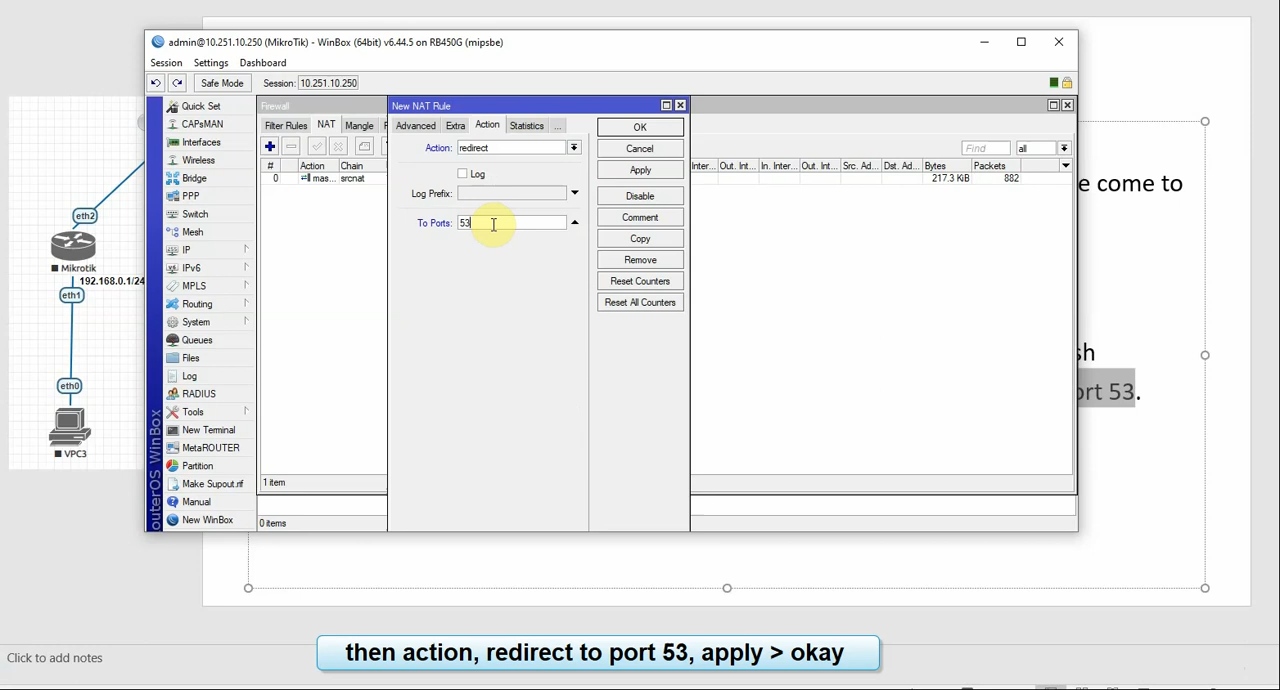 admin@10.251.10.250 (MikroTik) - WinBox (64bit) v6.44.5 on RB450G (mipsbe)
Session Settings Dashboard
Safe Mode Session: 10.251.10.250
Quick Set
CAPsMAN
Interfaces
Wireless
Bridge
PPP
Switch
Mesh
IP
IPv6
MPLS
Routing
System
Queues
Files
Log
RADIUS
Tools
New Terminal
MetaROUTER
Partition
Make Supout.rif
Manual
New WinBox
outerOS WinBox
Firewall
Filter Rules NAT Mangle
Find all
# Action Chain Inter... Out. Int... In. Inter... Out. Int... Src. Ad... Dst. Ad... Bytes Packets
0 mas... srcnat 217.3 KiB 882
1 item
0 items
New NAT Rule
Advanced Extra Action Statistics ...
Action: redirect
Log
Log Prefix:
To Ports: 53
OK
Cancel
Apply
Disable
Comment
Copy
Remove
Reset Counters
Reset All Counters
eth2
Mikrotik
192.168.0.1/24
eth1
eth0
VPC3
e come to
sh
ort 53.
Click to add notes
then action, redirect to port 53, apply > okay